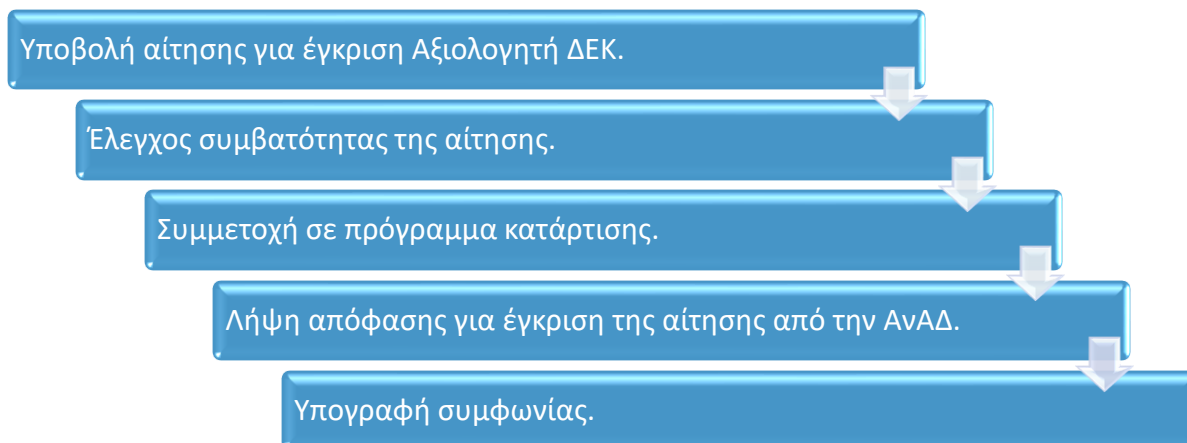 Υποβολή αίτησης για έγκριση Αξιολογητή ΔΕΚ.
Έλεγχος συμβατότητας της αίτησης.
Συμμετοχή σε πρόγραμμα κατάρτισης.
Λήψη απόφασης για έγκριση της αίτησης από την ΑνΑΔ.
Υπογραφή συμφωνίας.